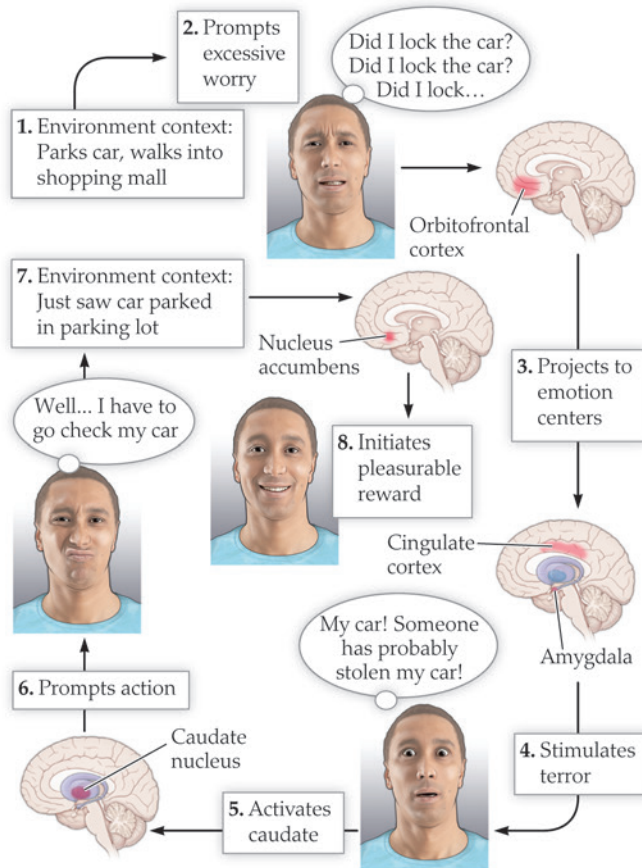 2. Prompts
excessive
worry
Did I lock the car?
Did I lock the car?
Did I lock…
1. Environment context:
Parks car, walks into
shopping mall
Orbitofrontal
cortex
7. Environment context:
Just saw car parked
in parking lot
Nucleus
accumbens
3. Projects to
emotion
centers
Well... I have to
go check my car
8. Initiates
pleasurable
reward
Cingulate
cortex
Amygdala
My car! Someone
has probably
stolen my car!
6. Prompts action
Caudate
nucleus
4. Stimulates
terror
5. Activates
caudate